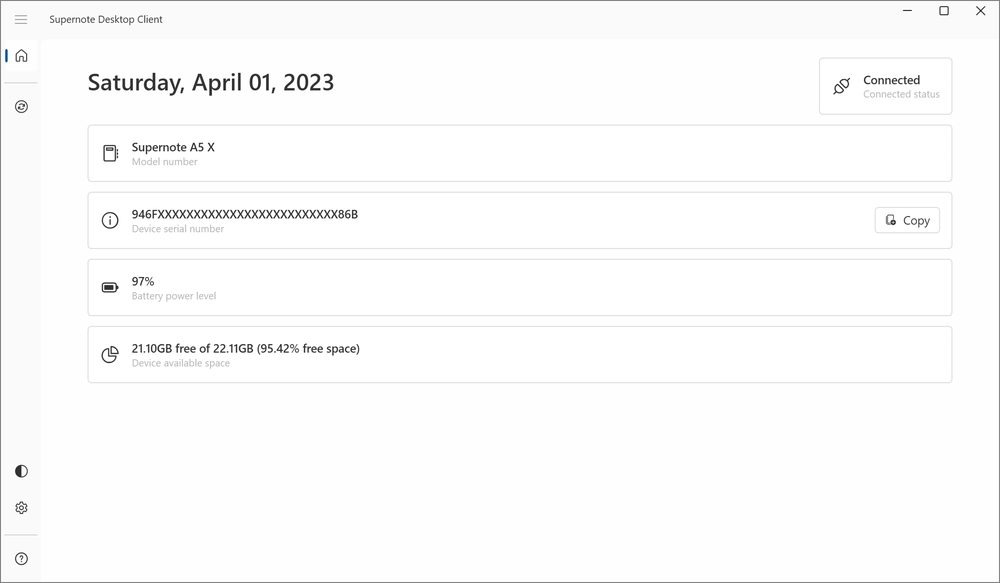 Supernote Desktop Client
Saturday, April 01, 2023
Connected
Connected status
Supernote A5 X
Model number
946FXXXXXXXXXXXXXXXXXXXXXXXXX86B
Device serial number
Copy
97%
Battery power level
21.10GB free of 22.11GB (95.42% free space)
Device available space